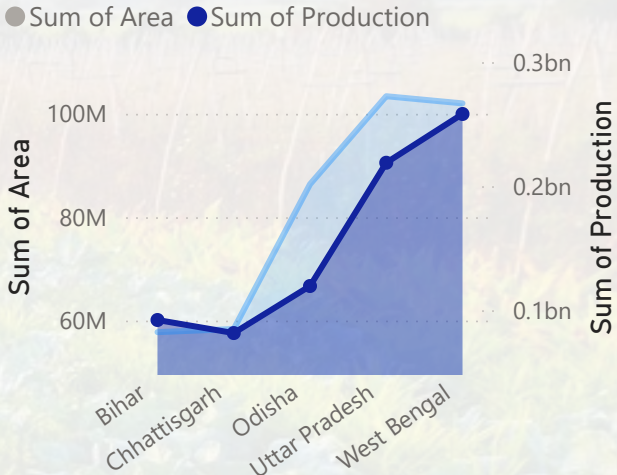 Sum of Area Sum of Production
0.3bn
100M
0.2bn
80M
0.1bn
60M
Sum of Area
Sum of Production
Bihar
Chhattisgarh
Odisha
Uttar Pradesh
West Bengal